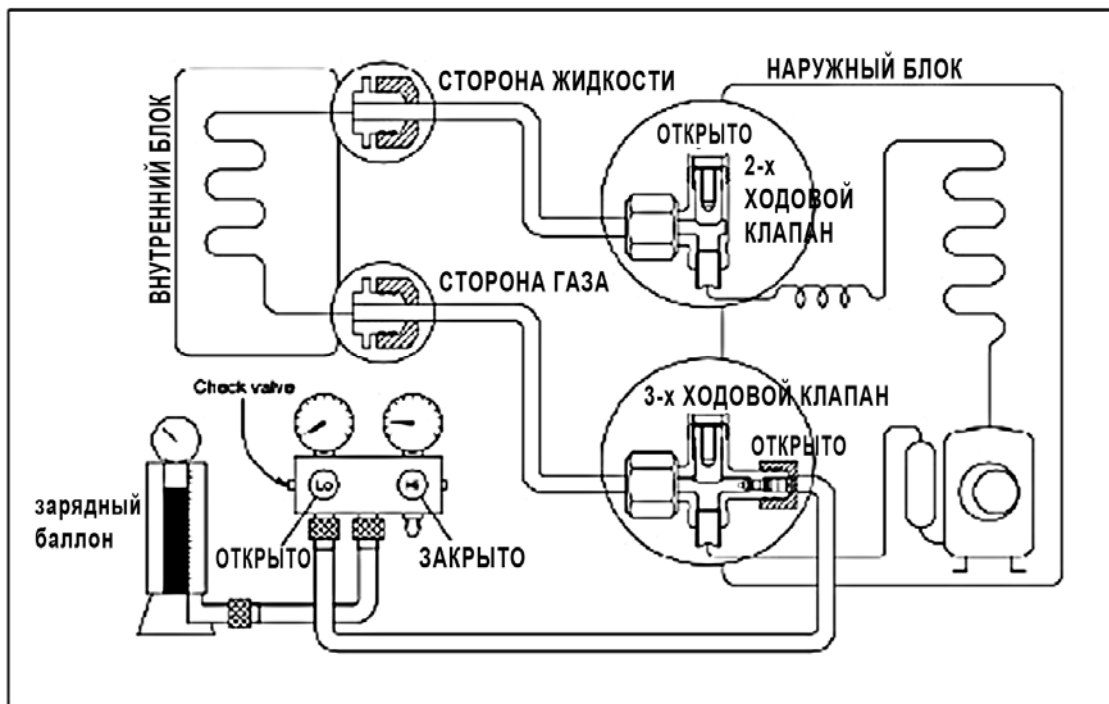 СТОРОНА ЖИДКОСТИ
НАРУЖНЫЙ БЛОК
ВНУТРЕННИЙ БЛОК
ОТКРЫТО
2-х
ХОДОВОЙ
КЛАПАН
СТОРОНА ГАЗА
Check valve
3-х ХОДОВОЙ КЛАПАН
ОТКРЫТО
Lo
Hi
зарядный
баллон
ОТКРЫТО
ЗАКРЫТО